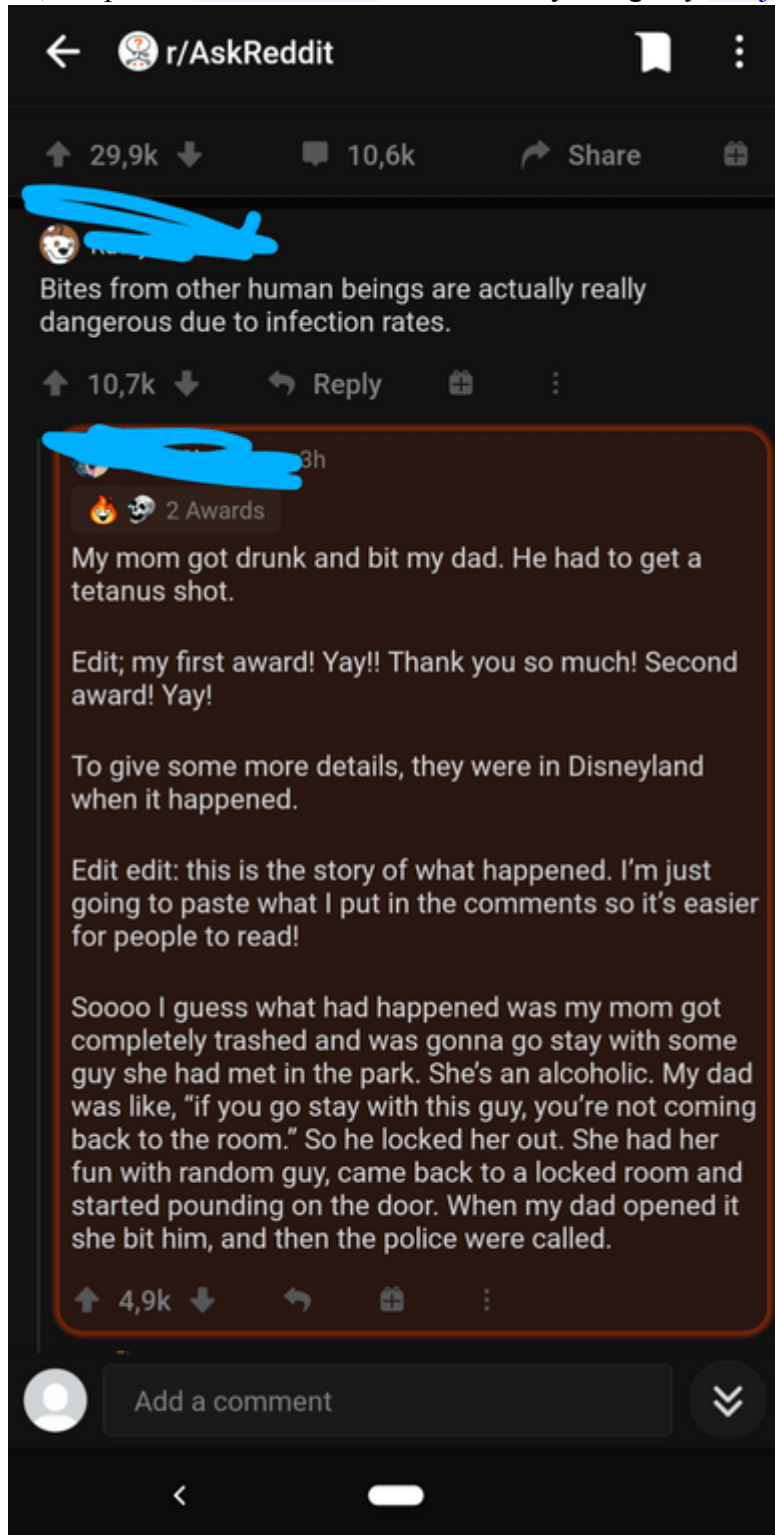 r/AskReddit
29,9k 10,6k Share
Bites from other human beings are actually really
dangerous due to infection rates.
10,7k Reply
3h
2 Awards
My mom got drunk and bit my dad. He had to get a
tetanus shot.
Edit; my first award! Yay!! Thank you so much! Second
award! Yay!
To give some more details, they were in Disneyland
when it happened.
Edit edit: this is the story of what happened. I’m just
going to paste what I put in the comments so it’s easier
for people to read!
Soooo I guess what had happened was my mom got
completely trashed and was gonna go stay with some
guy she had met in the park. She’s an alcoholic. My dad
was like, “if you go stay with this guy, you’re not coming
back to the room.” So he locked her out. She had her
fun with random guy, came back to a locked room and
started pounding on the door. When my dad opened it
she bit him, and then the police were called.
4,9k
Add a comment